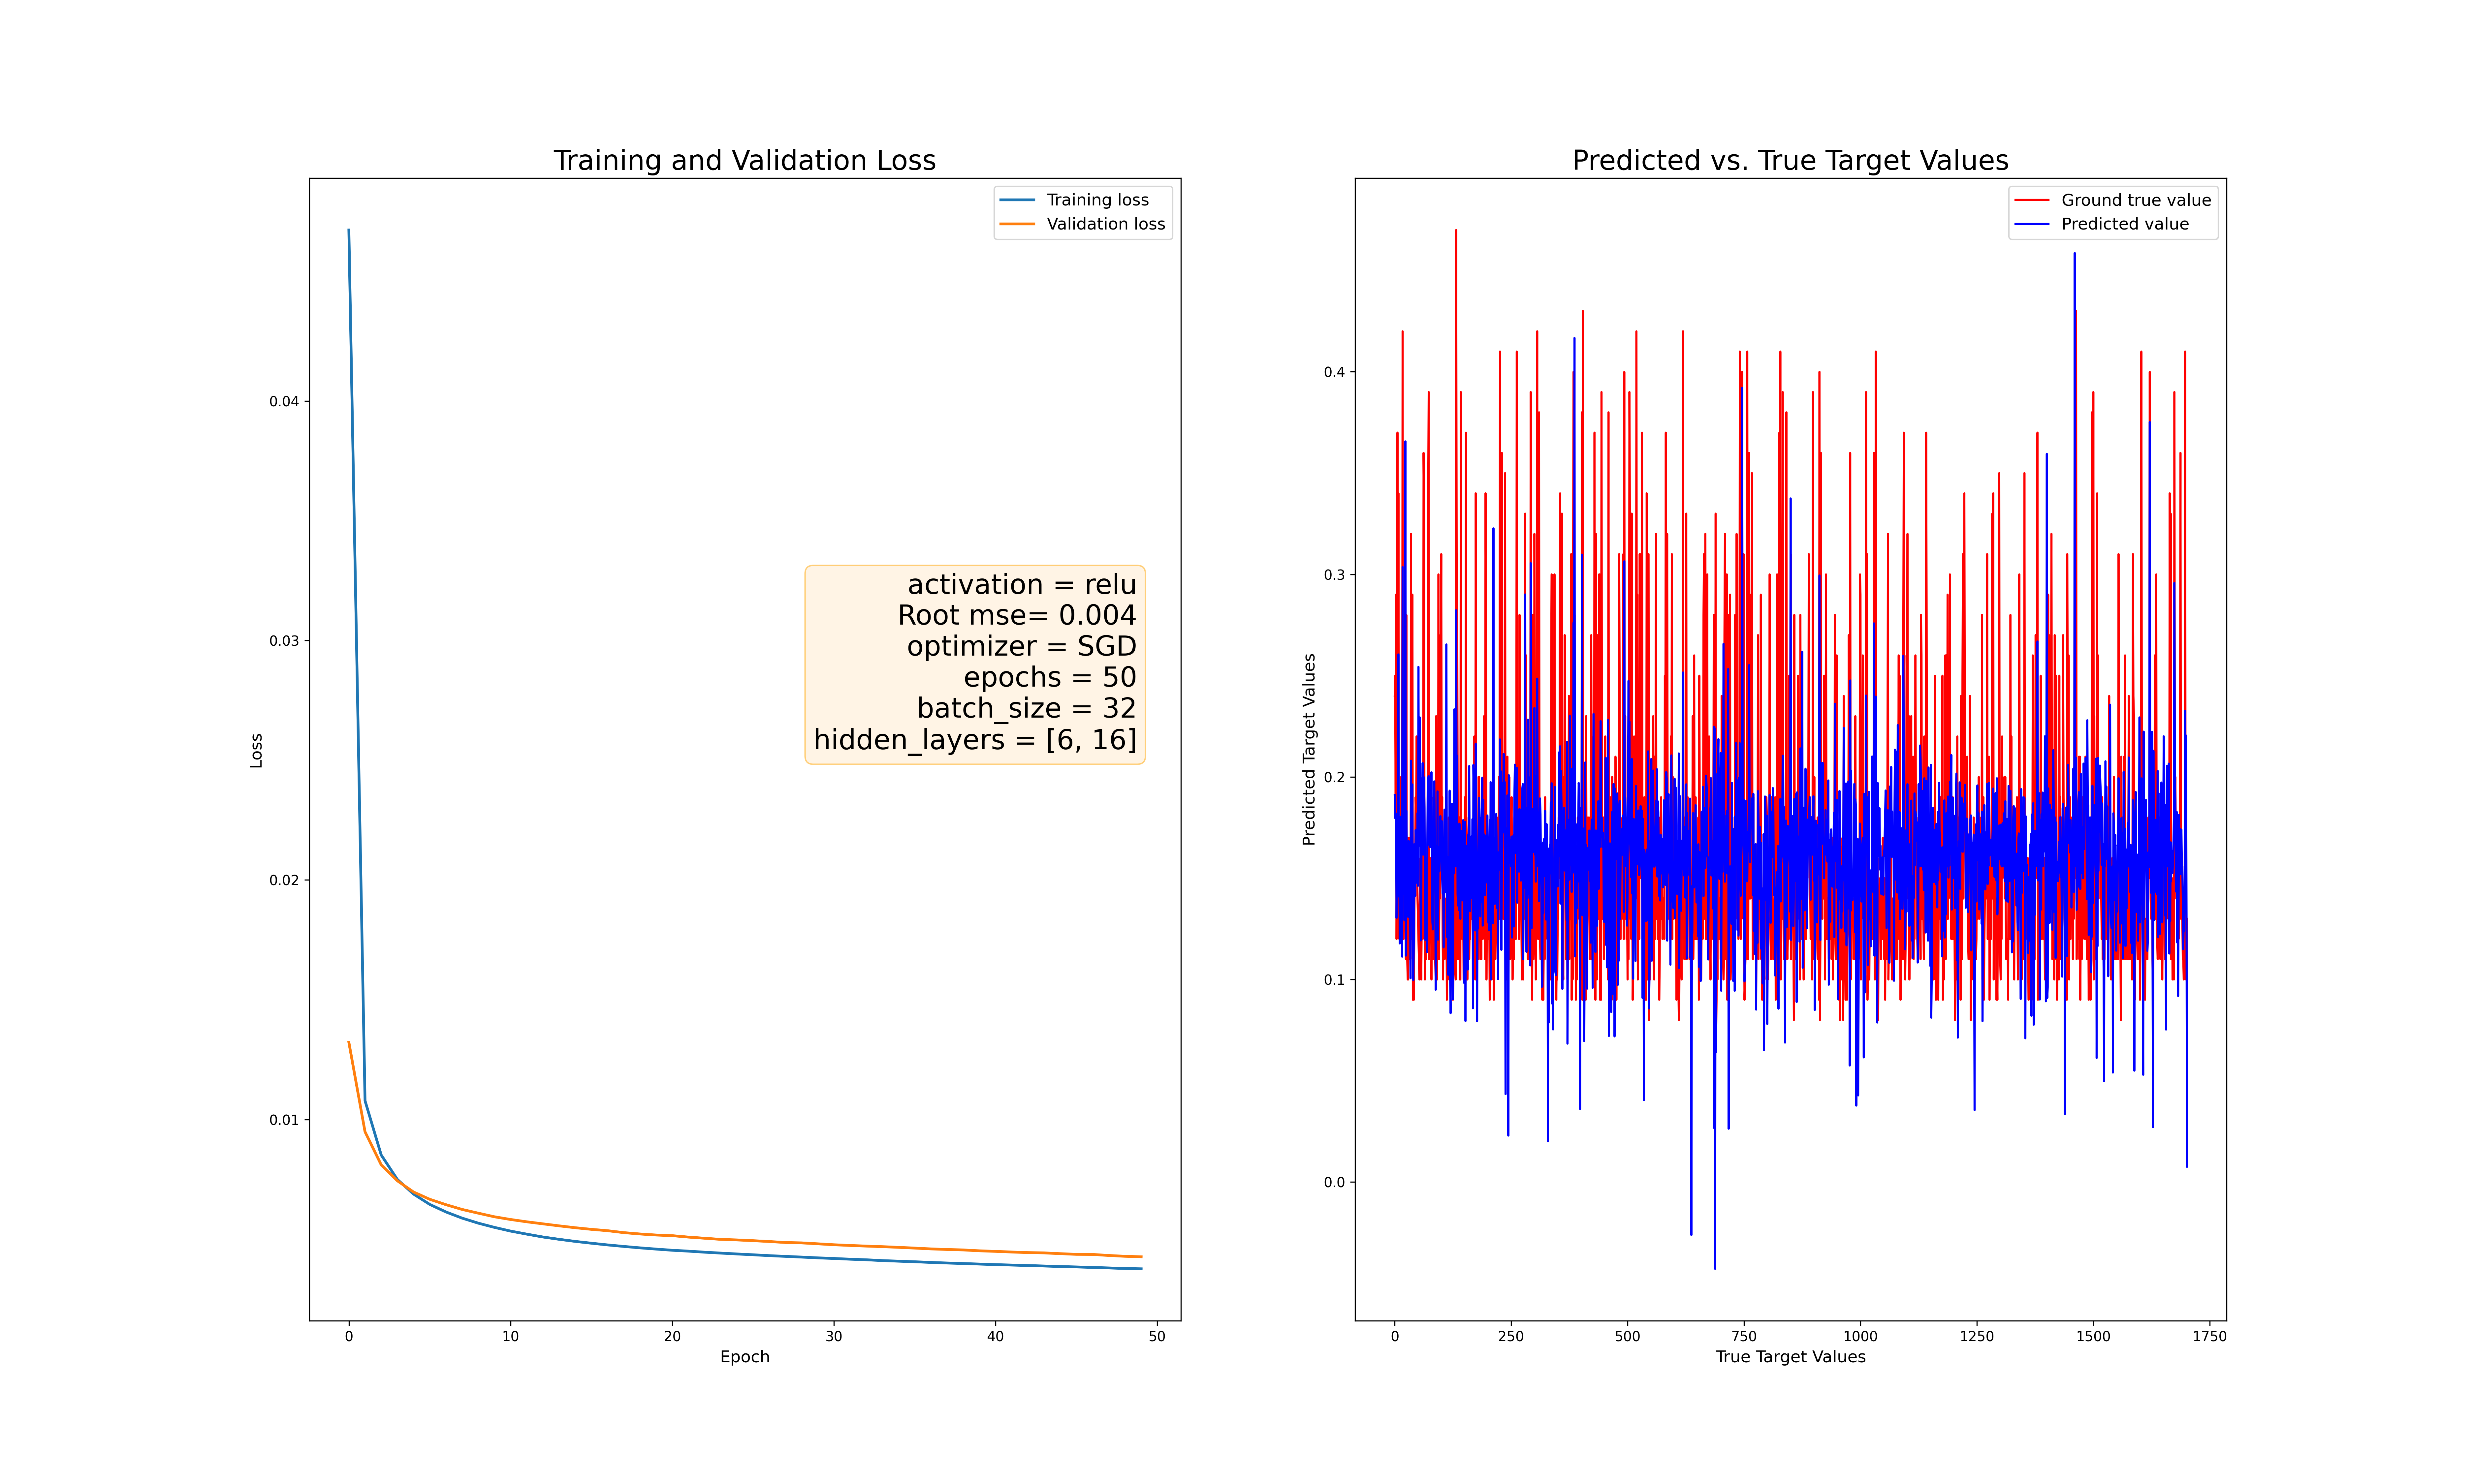 Training and Validation Loss
Training loss
Validation loss
0.04
0.03
0.02
0.01
Loss
activation = relu
Root mse= 0.004
optimizer = SGD
epochs = 50
batch_size = 32
hidden_layers = [6, 16]
0 10 20 30 40 50
Epoch
Predicted vs. True Target Values
Ground true value
Predicted value
0.4
0.3
0.2
0.1
0.0
Predicted Target Values
0 250 500 750 1000 1250 1500 1750
True Target Values